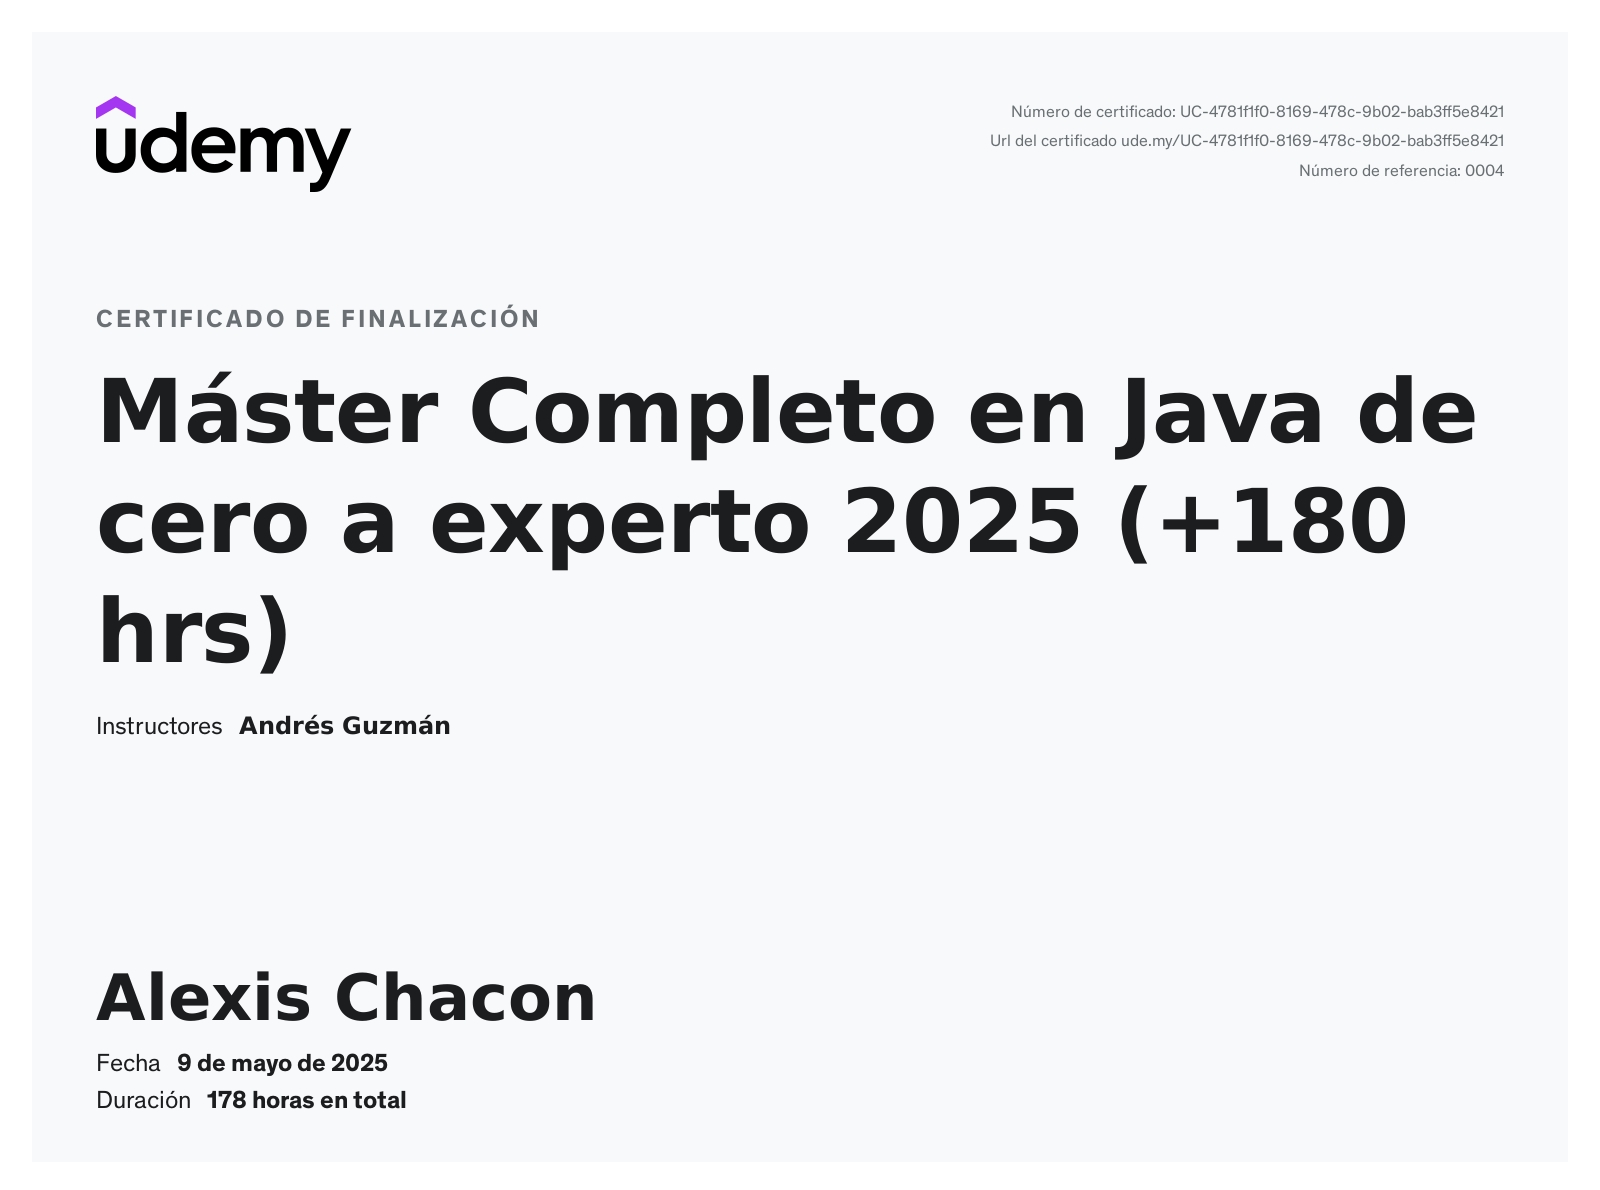 udemy
Número de certificado: UC-4781f1f0-8169-478c-9b02-bab3ff5e8421
Url del certificado ude.my/UC-4781f1f0-8169-478c-9b02-bab3ff5e8421
Número de referencia: 0004
CERTIFICADO DE FINALIZACIÓN
Máster Completo en Java de
cero a experto 2025 (+180
hrs)
Instructores Andrés Guzmán
Alexis Chacon
Fecha 9 de mayo de 2025
Duración 178 horas en total